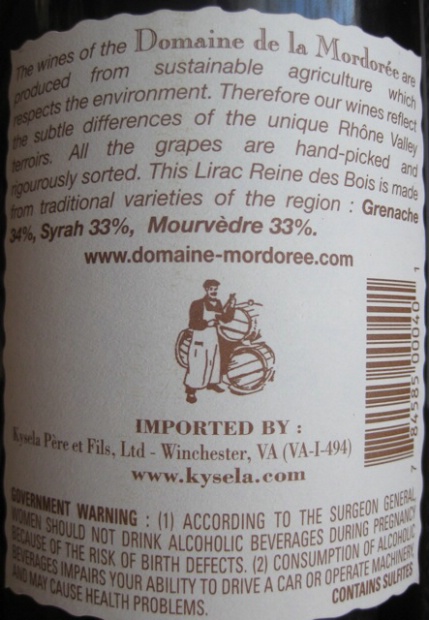 The wines of the Domaine de la Mordorée are
produced from sustainable agriculture which
respects the environment. Therefore our wines reflect
the subtle differences of the unique Rhône Valley
terroirs. All the grapes are hand-picked and
rigourously sorted. This Lirac Reine des Bois is made
from traditional varieties of the region : Grenache
34%, Syrah 33%, Mourvèdre 33%.
www.domaine-mordoree.com
IMPORTED BY :
Kysela Père et Fils, Ltd - Winchester, VA (VA-I-494)
www.kysela.com
7 84585 00040 1
GOVERNMENT WARNING : (1) ACCORDING TO THE SURGEON GENERAL,
WOMEN SHOULD NOT DRINK ALCOHOLIC BEVERAGES DURING PREGNANCY
BECAUSE OF THE RISK OF BIRTH DEFECTS. (2) CONSUMPTION OF ALCOHOLIC
BEVERAGES IMPAIRS YOUR ABILITY TO DRIVE A CAR OR OPERATE MACHINERY,
AND MAY CAUSE HEALTH PROBLEMS.
CONTAINS SULFITES